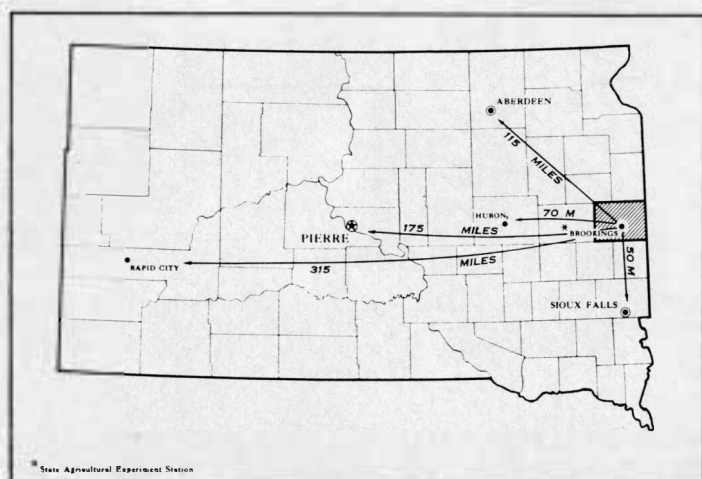 ABERDEEN
115 MILES
HURON
70 M
* BROOKINGS
PIERRE
175 MILES
RAPID CITY
315 MILES
50 M
SIOUX FALLS
* State Agricultural Experiment Station